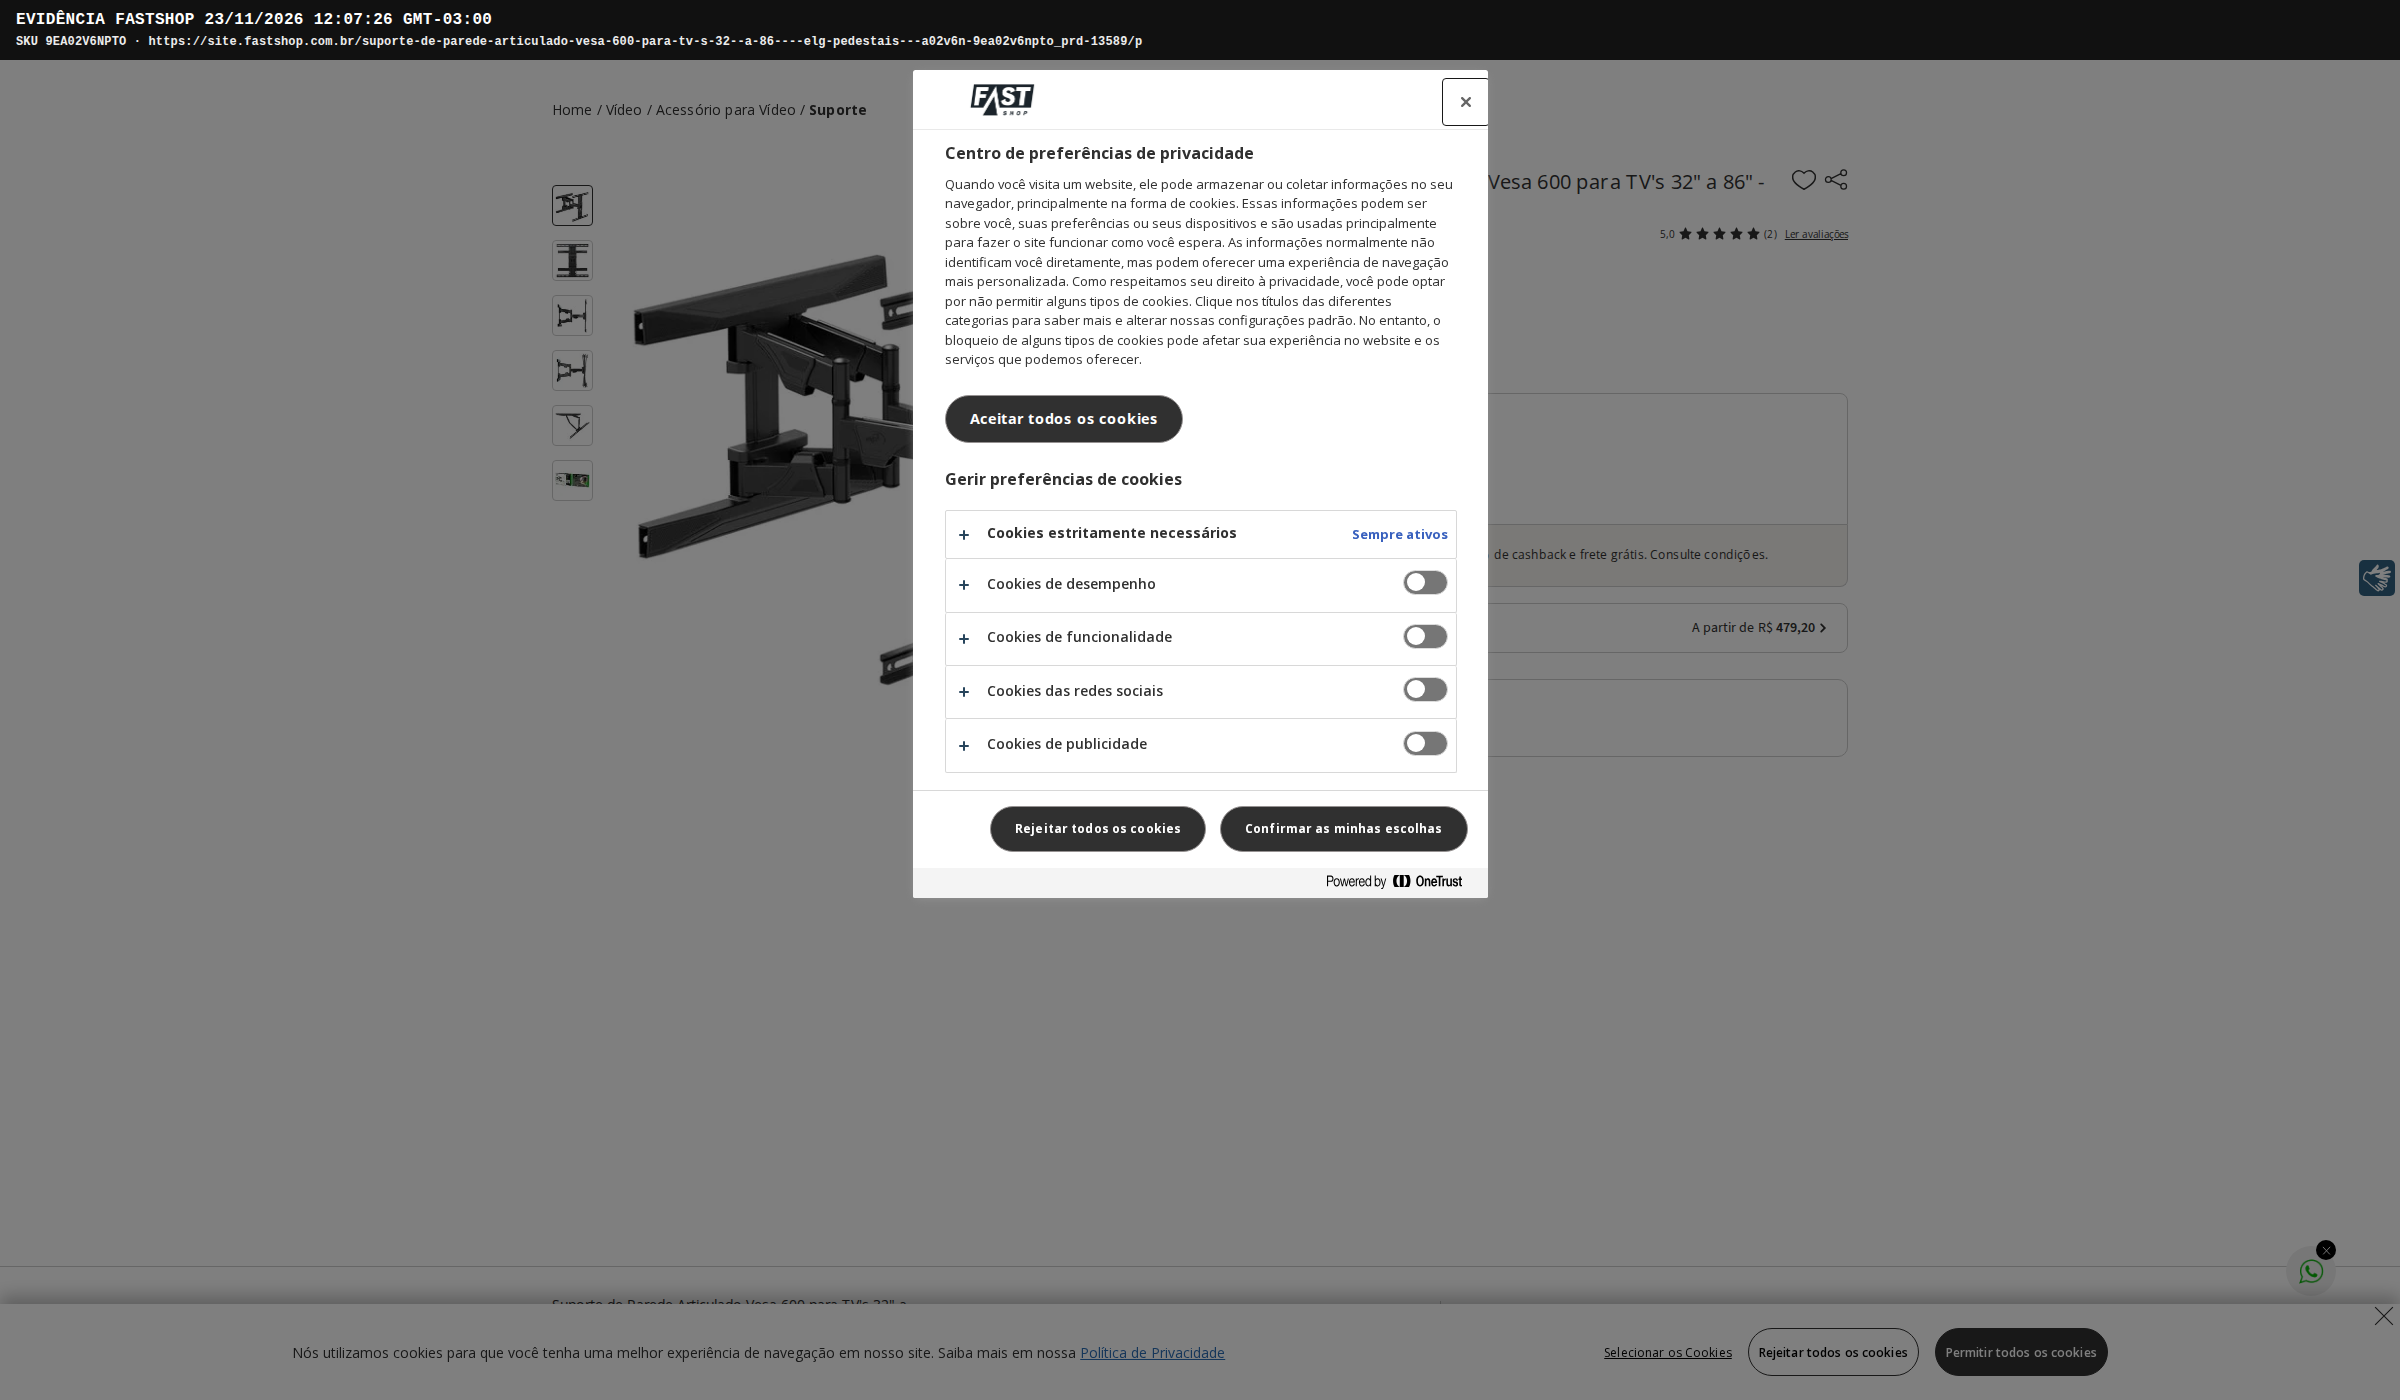 EVIDÊNCIA FASTSHOP 23/11/2026 12:07:26 GMT-03:00
SKU 9EA02V6NPTO · https://site.fastshop.com.br/suporte-de-parede-articulado-vesa-600-para-tv-s-32--a-86----elg-pedestais---a02v6n-9ea02v6npto_prd-13589/p
Home / Vídeo / Acessório para Vídeo / Suporte
Vesa 600 para TV's 32" a 86" -
5,0 (2) Ler avaliações
de cashback e frete grátis. Consulte condições.
A partir de R$ 479,20
FAST SHOP
Centro de preferências de privacidade
Quando você visita um website, ele pode armazenar ou coletar informações no seu
navegador, principalmente na forma de cookies. Essas informações podem ser
sobre você, suas preferências ou seus dispositivos e são usadas principalmente
para fazer o site funcionar como você espera. As informações normalmente não
identificam você diretamente, mas podem oferecer uma experiência de navegação
mais personalizada. Como respeitamos seu direito à privacidade, você pode optar
por não permitir alguns tipos de cookies. Clique nos títulos das diferentes
categorias para saber mais e alterar nossas configurações padrão. No entanto, o
bloqueio de alguns tipos de cookies pode afetar sua experiência no website e os
serviços que podemos oferecer.
Aceitar todos os cookies
Gerir preferências de cookies
Cookies estritamente necessários
Sempre ativos
Cookies de desempenho
Cookies de funcionalidade
Cookies das redes sociais
Cookies de publicidade
Rejeitar todos os cookies
Confirmar as minhas escolhas
Powered by OneTrust
Suporte de Parede Articulado Vesa 600 para TV's 32" a
Nós utilizamos cookies para que você tenha uma melhor experiência de navegação em nosso site. Saiba mais em nossa Política de Privacidade
Selecionar os Cookies
Rejeitar todos os cookies
Permitir todos os cookies